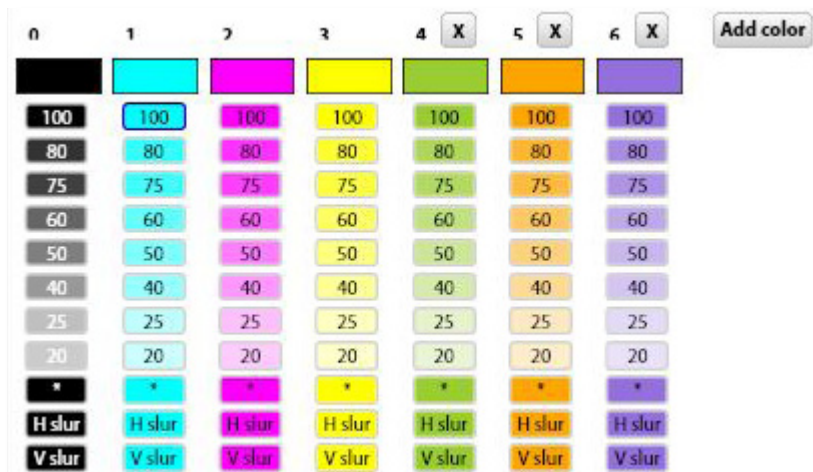 0 1 2 3 4 X 5 X 6 X Add color
100 100 100 100 100 100 100
80 80 80 80 80 80 80
75 75 75 75 75 75 75
60 60 60 60 60 60 60
50 50 50 50 50 50 50
40 40 40 40 40 40 40
25 25 25 25 25 25 25
20 20 20 20 20 20 20
* * * * * * *
H slur H slur H slur H slur H slur H slur H slur
V slur V slur V slur V slur V slur V slur V slur